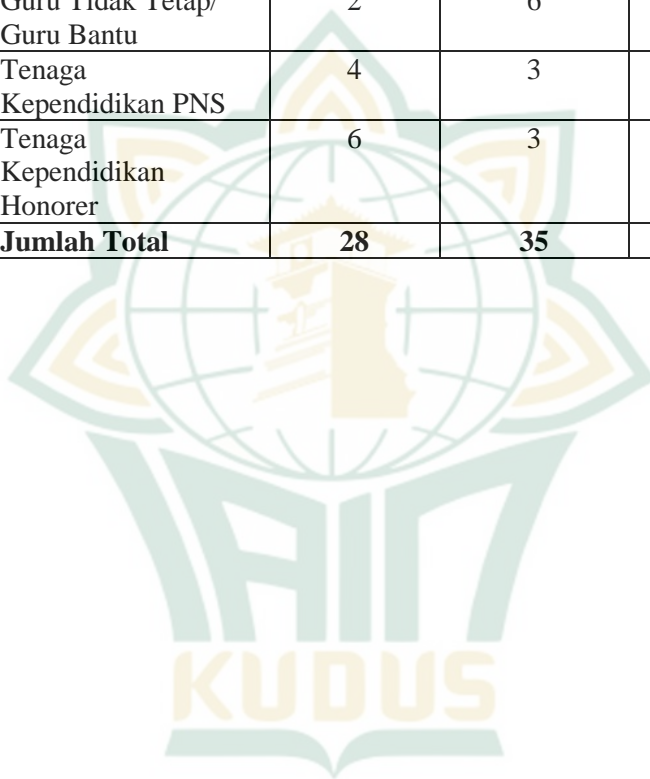 Guru Tidak Tetap/ 2 6
Guru Bantu
Tenaga 4 3
Kependidikan PNS
Tenaga 6 3
Kependidikan
Honorer
Jumlah Total 28 35
IAIN
KUDUS